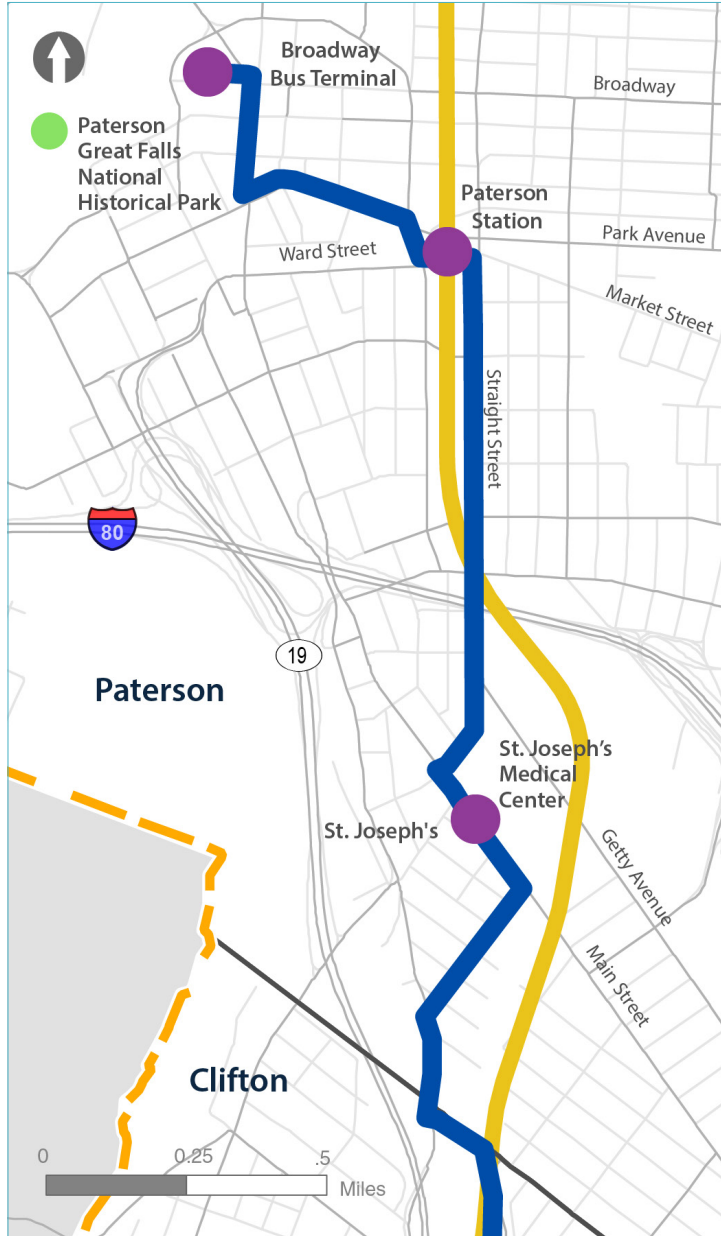 Broadway
Bus Terminal
Broadway
Paterson
Great Falls
National
Historical Park
Paterson
Station
Park Avenue
Ward Street
Market Street
Straight Street
80
19
Paterson
St. Joseph's
Medical
Center
St. Joseph's
Getty Avenue
Main Street
Clifton
0
0.25
.5
Miles